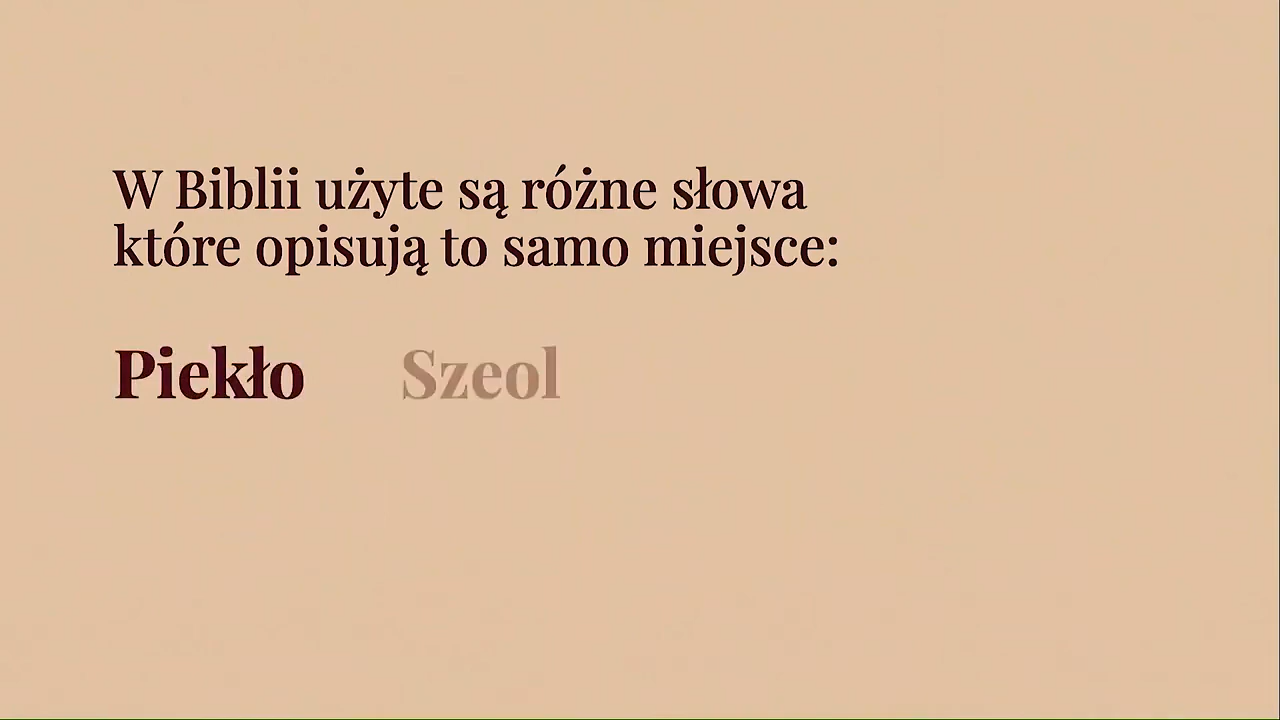 W Biblii użyte są różne słowa
które opisują to samo miejsce:
Piekło Szeol